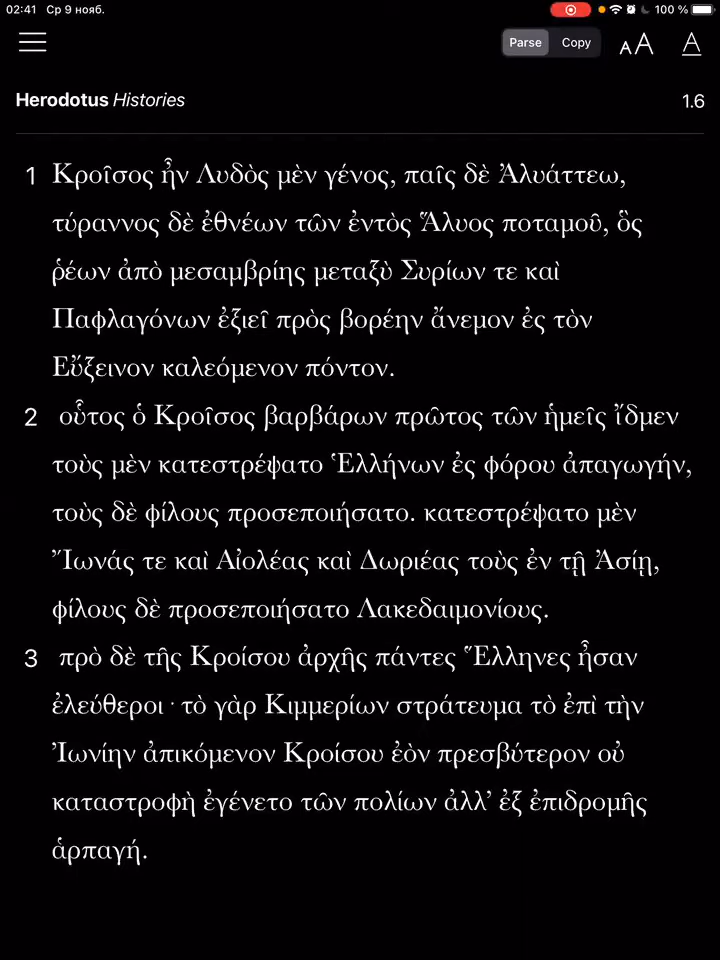 02:41 Ср 9 нояб. 100 %
Parse Copy AA A
Herodotus Histories 1.6
1 Κροῖσος ἦν Λυδὸς μὲν γένος, παῖς δὲ Ἀλυάττεω,
τύραννος δὲ ἐθνέων τῶν ἐντὸς Ἅλυος ποταμοῦ, ὃς
ῥέων ἀπὸ μεσαμβρίης μεταξὺ Συρίων τε καὶ
Παφλαγόνων ἐξιεῖ πρὸς βορέην ἄνεμον ἐς τὸν
Εὔξεινον καλεόμενον πόντον.
2 οὗτος ὁ Κροῖσος βαρβάρων πρῶτος τῶν ἡμεῖς ἴδμεν
τοὺς μὲν κατεστρέψατο Ἑλλήνων ἐς φόρου ἀπαγωγήν,
τοὺς δὲ φίλους προσεποιήσατο. κατεστρέψατο μὲν
Ἴωνάς τε καὶ Αἰολέας καὶ Δωριέας τοὺς ἐν τῇ Ἀσίῃ,
φίλους δὲ προσεποιήσατο Λακεδαιμονίους.
3 πρὸ δὲ τῆς Κροίσου ἀρχῆς πάντες Ἕλληνες ἦσαν
ἐλεύθεροι · τὸ γὰρ Κιμμερίων στράτευμα τὸ ἐπὶ τὴν
Ἰωνίην ἀπικόμενον Κροίσου ἐὸν πρεσβύτερον οὐ
καταστροφὴ ἐγένετο τῶν πολίων ἀλλ’ ἐξ ἐπιδρομῆς
ἁρπαγή.